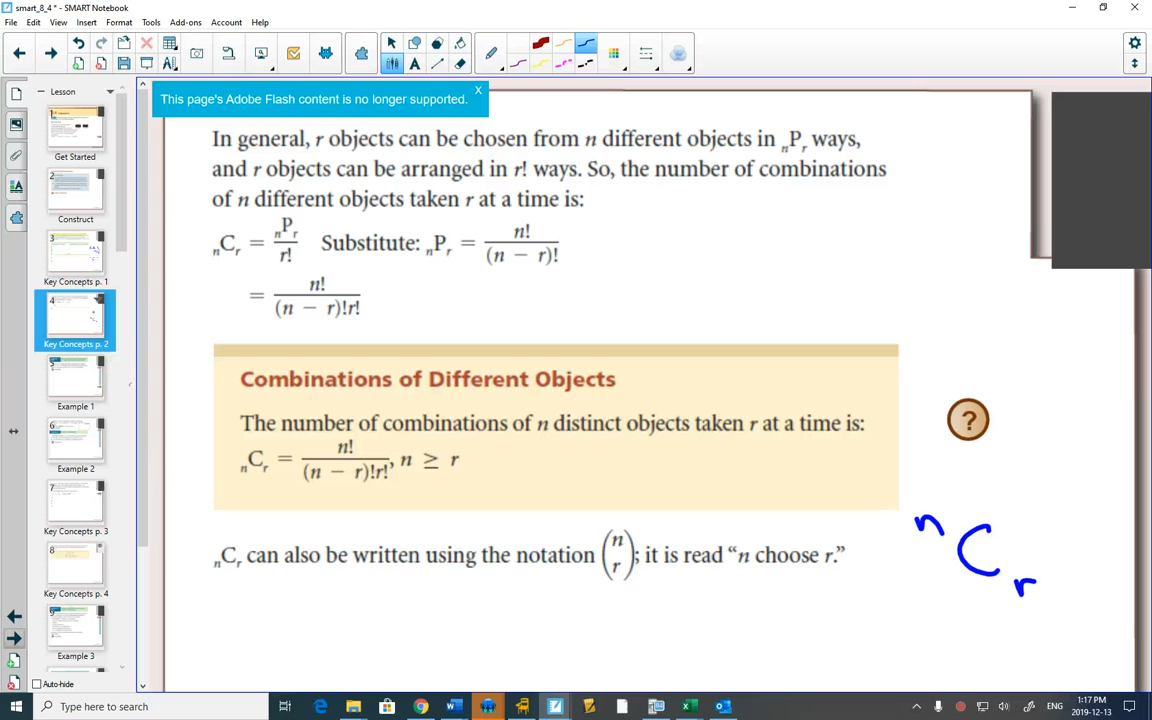 smart_8_4 * - SMART Notebook
File Edit View Insert Format Tools Add-ons Account Help
Lesson
This page's Adobe Flash content is no longer supported. X
Get Started
Construct
Key Concepts p. 1
Key Concepts p. 2
Example 1
Example 2
Key Concepts p. 3
Key Concepts p. 4
Example 3
Auto-hide
In general, r objects can be chosen from n different objects in ₙPᵣ ways,
and r objects can be arranged in r! ways. So, the number of combinations
of n different objects taken r at a time is:
ₙCᵣ = ₙPᵣ / r! Substitute: ₙPᵣ = n! / (n − r)!
= n! / (n − r)!r!
Combinations of Different Objects
The number of combinations of n distinct objects taken r at a time is:
ₙCᵣ = n! / (n − r)!r!, n ≥ r
?
ₙCᵣ can also be written using the notation (n r); it is read “n choose r.”
n C r
Type here to search
ENG
1:17 PM
2019-12-13